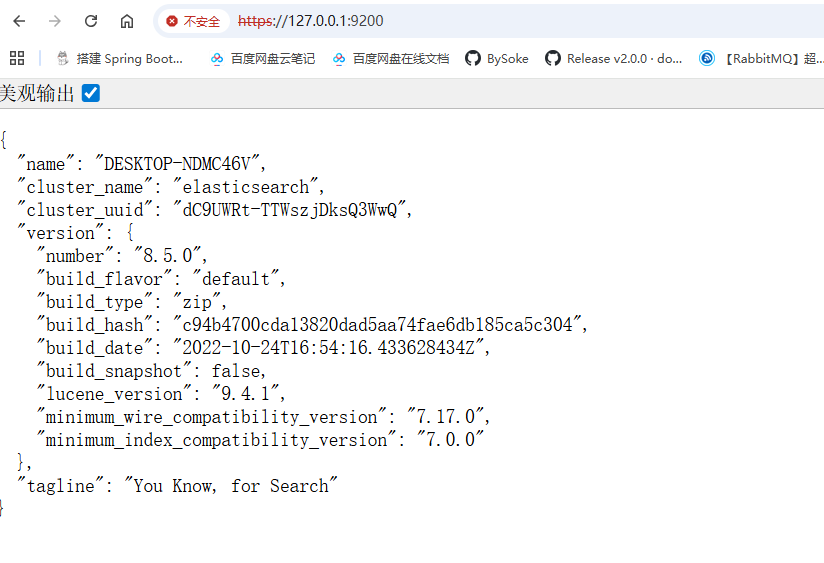 不安全 https://127.0.0.1:9200
搭建 Spring Boot... 百度网盘云笔记 百度网盘在线文档 BySoke Release v2.0.0 · do... 【RabbitMQ】超...
美观输出
{
"name": "DESKTOP-NDMC46V",
"cluster_name": "elasticsearch",
"cluster_uuid": "dC9UWRt-TTWszjDksQ3WwQ",
"version": {
"number": "8.5.0",
"build_flavor": "default",
"build_type": "zip",
"build_hash": "c94b4700cda13820dad5aa74fae6db185ca5c304",
"build_date": "2022-10-24T16:54:16.433628434Z",
"build_snapshot": false,
"lucene_version": "9.4.1",
"minimum_wire_compatibility_version": "7.17.0",
"minimum_index_compatibility_version": "7.0.0"
},
"tagline": "You Know, for Search"
}